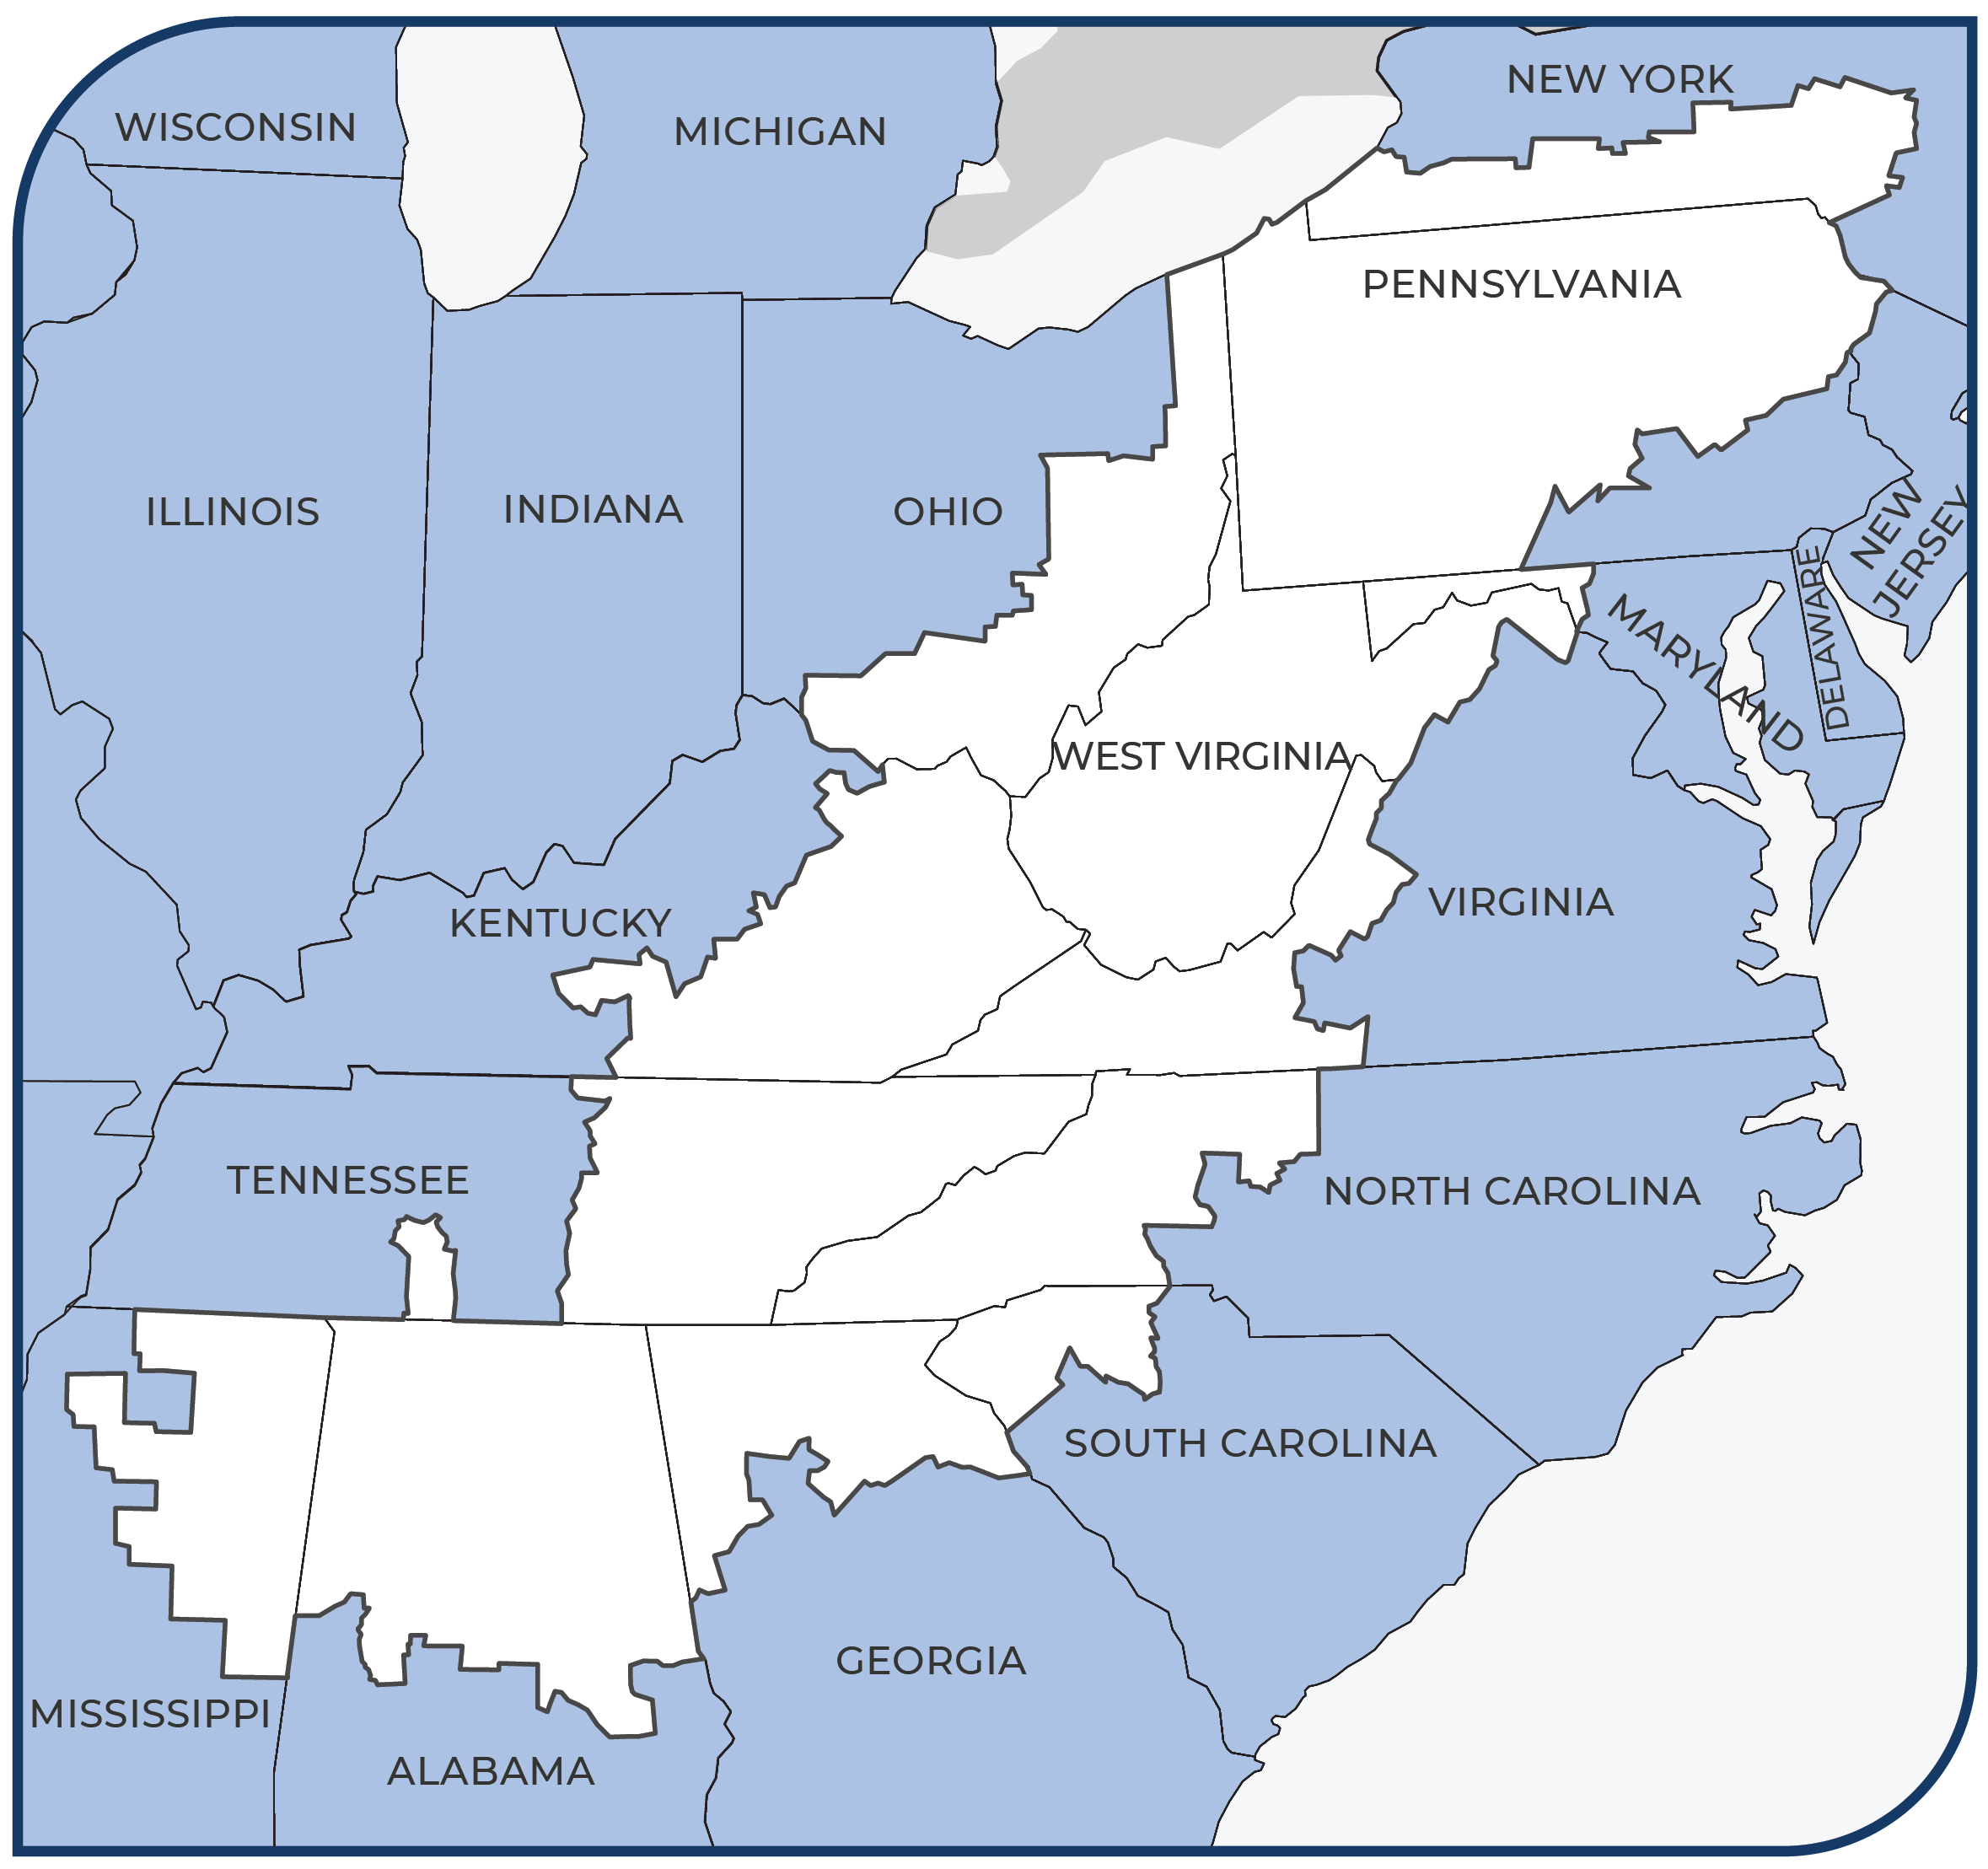 NEW YORK
WISCONSIN
MICHIGAN
PENNSYLVANIA
ILLINOIS
INDIANA
OHIO
NEW
JERSEY
DELAWARE
MARYLAND
WEST VIRGINIA
VIRGINIA
KENTUCKY
TENNESSEE
NORTH CAROLINA
SOUTH CAROLINA
GEORGIA
MISSISSIPPI
ALABAMA